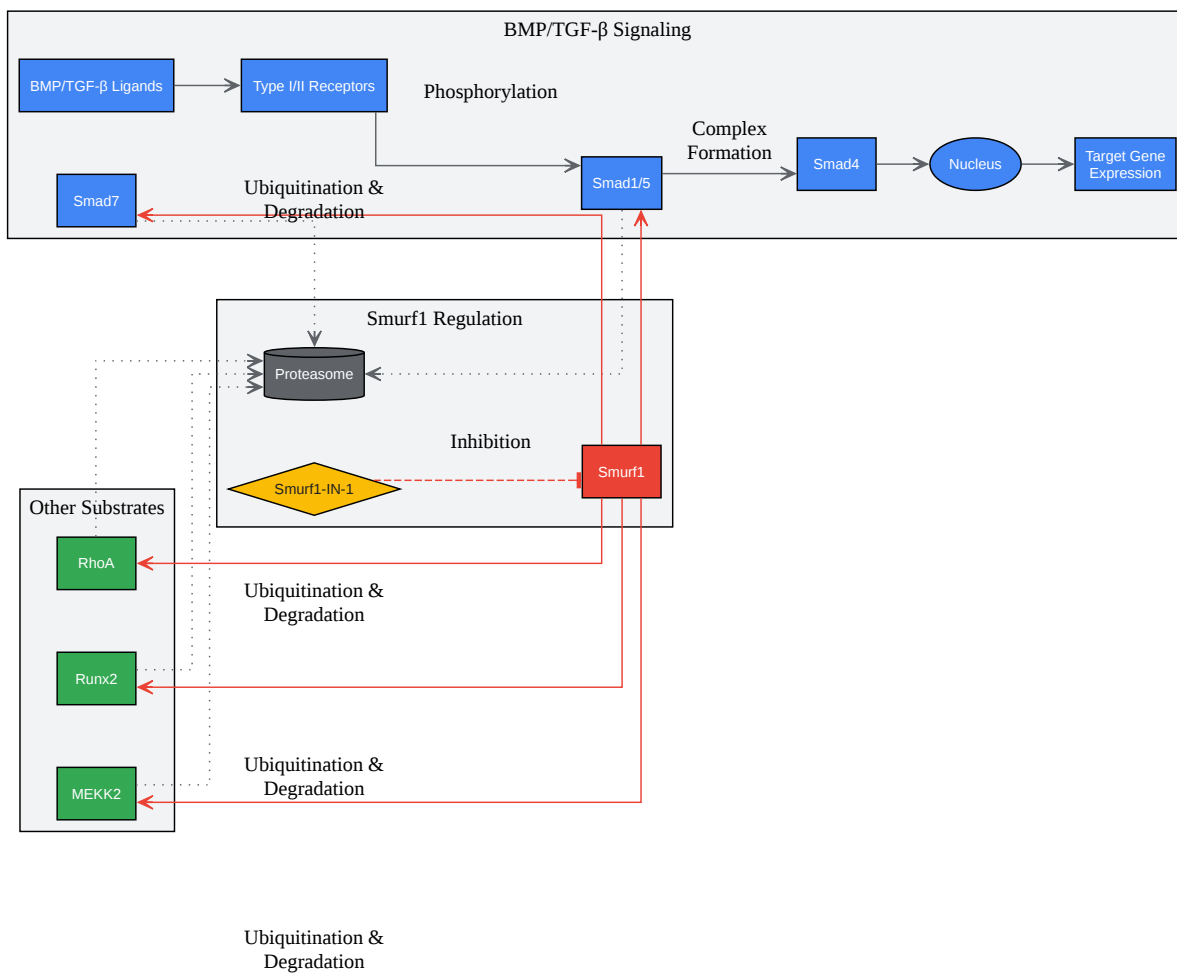 BMP/TGF-β Signaling
BMP/TGF-β Ligands
Type I/II Receptors
Phosphorylation
Complex
Formation
Smad1/5
Smad4
Nucleus
Target Gene
Expression
Smad7
Ubiquitination &
Degradation
Smurf1 Regulation
Proteasome
Inhibition
Smurf1-IN-1
Smurf1
Other Substrates
RhoA
Ubiquitination &
Degradation
Runx2
Ubiquitination &
Degradation
MEKK2
Ubiquitination &
Degradation